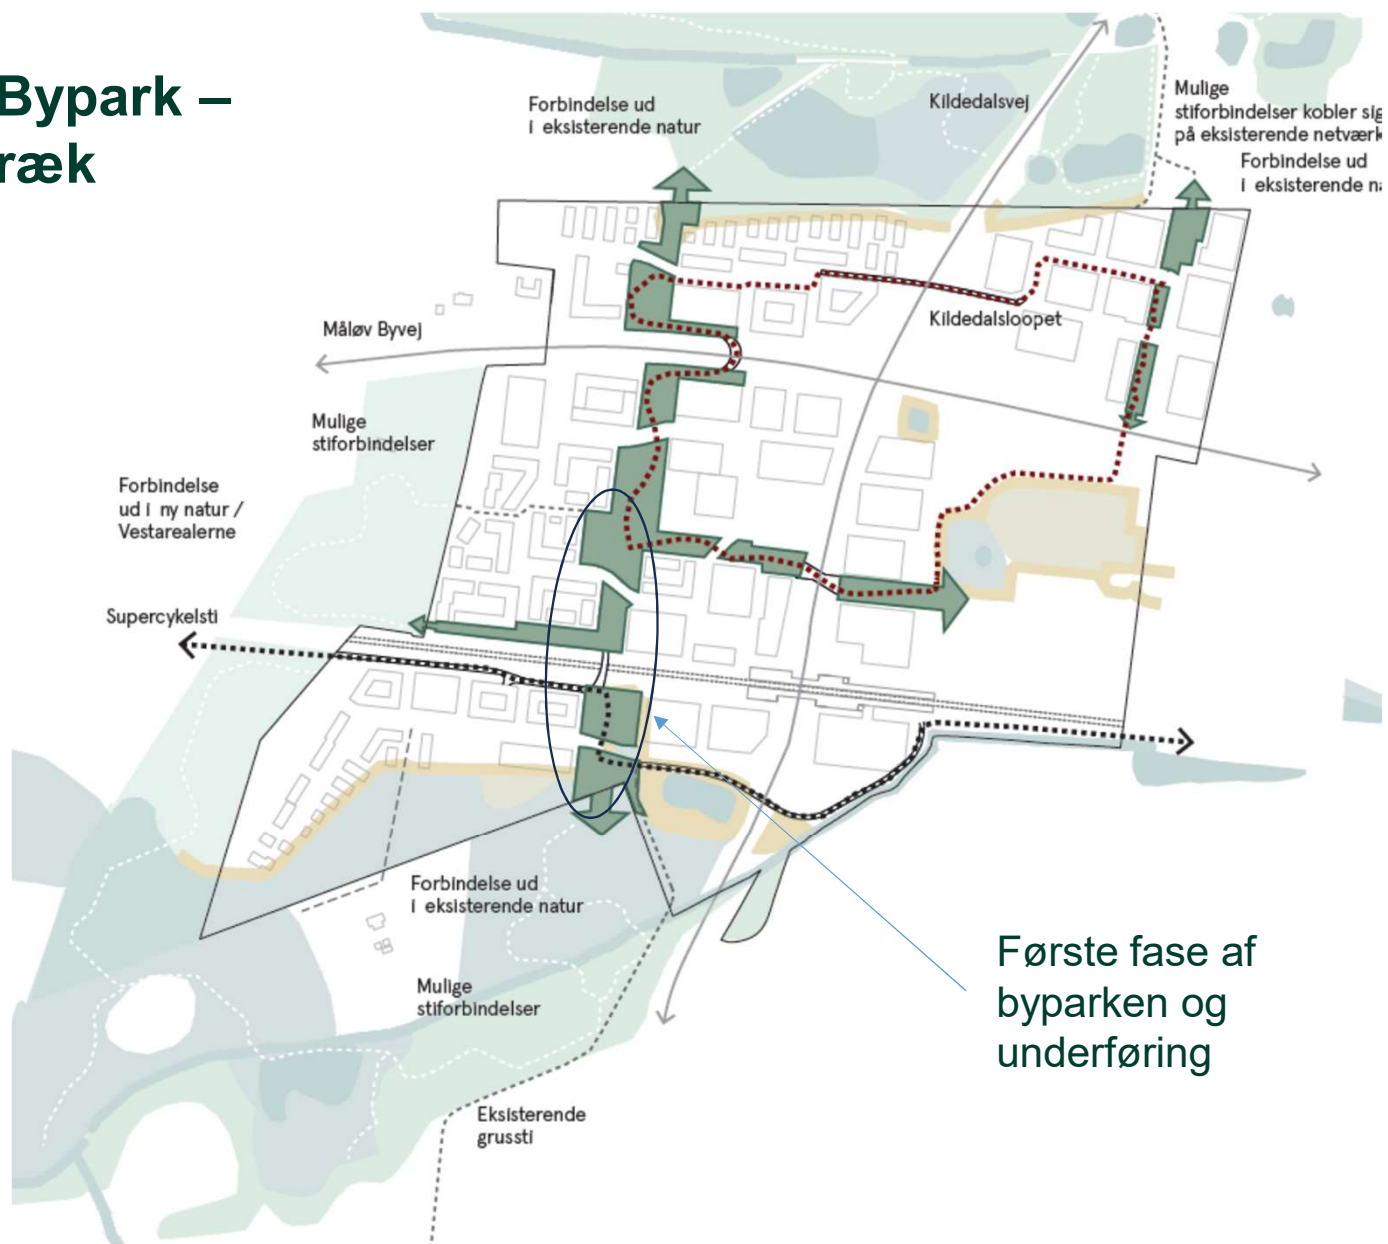 Bypark –
ræk
Forbindelse ud
i eksisterende natur
Kildedalsvej
Mulige
stiforbindelser kobler sig
på eksisterende netværk
Forbindelse ud
i eksisterende
Måløv Byvej
Kildedalsloopet
Mulige
stiforbindelser
Forbindelse
ud i ny natur /
Vestarealerne
Supercykelsti
Forbindelse ud
i eksisterende natur
Mulige
stiforbindelser
Eksisterende
grussti
Første fase af
byparken og
underføring